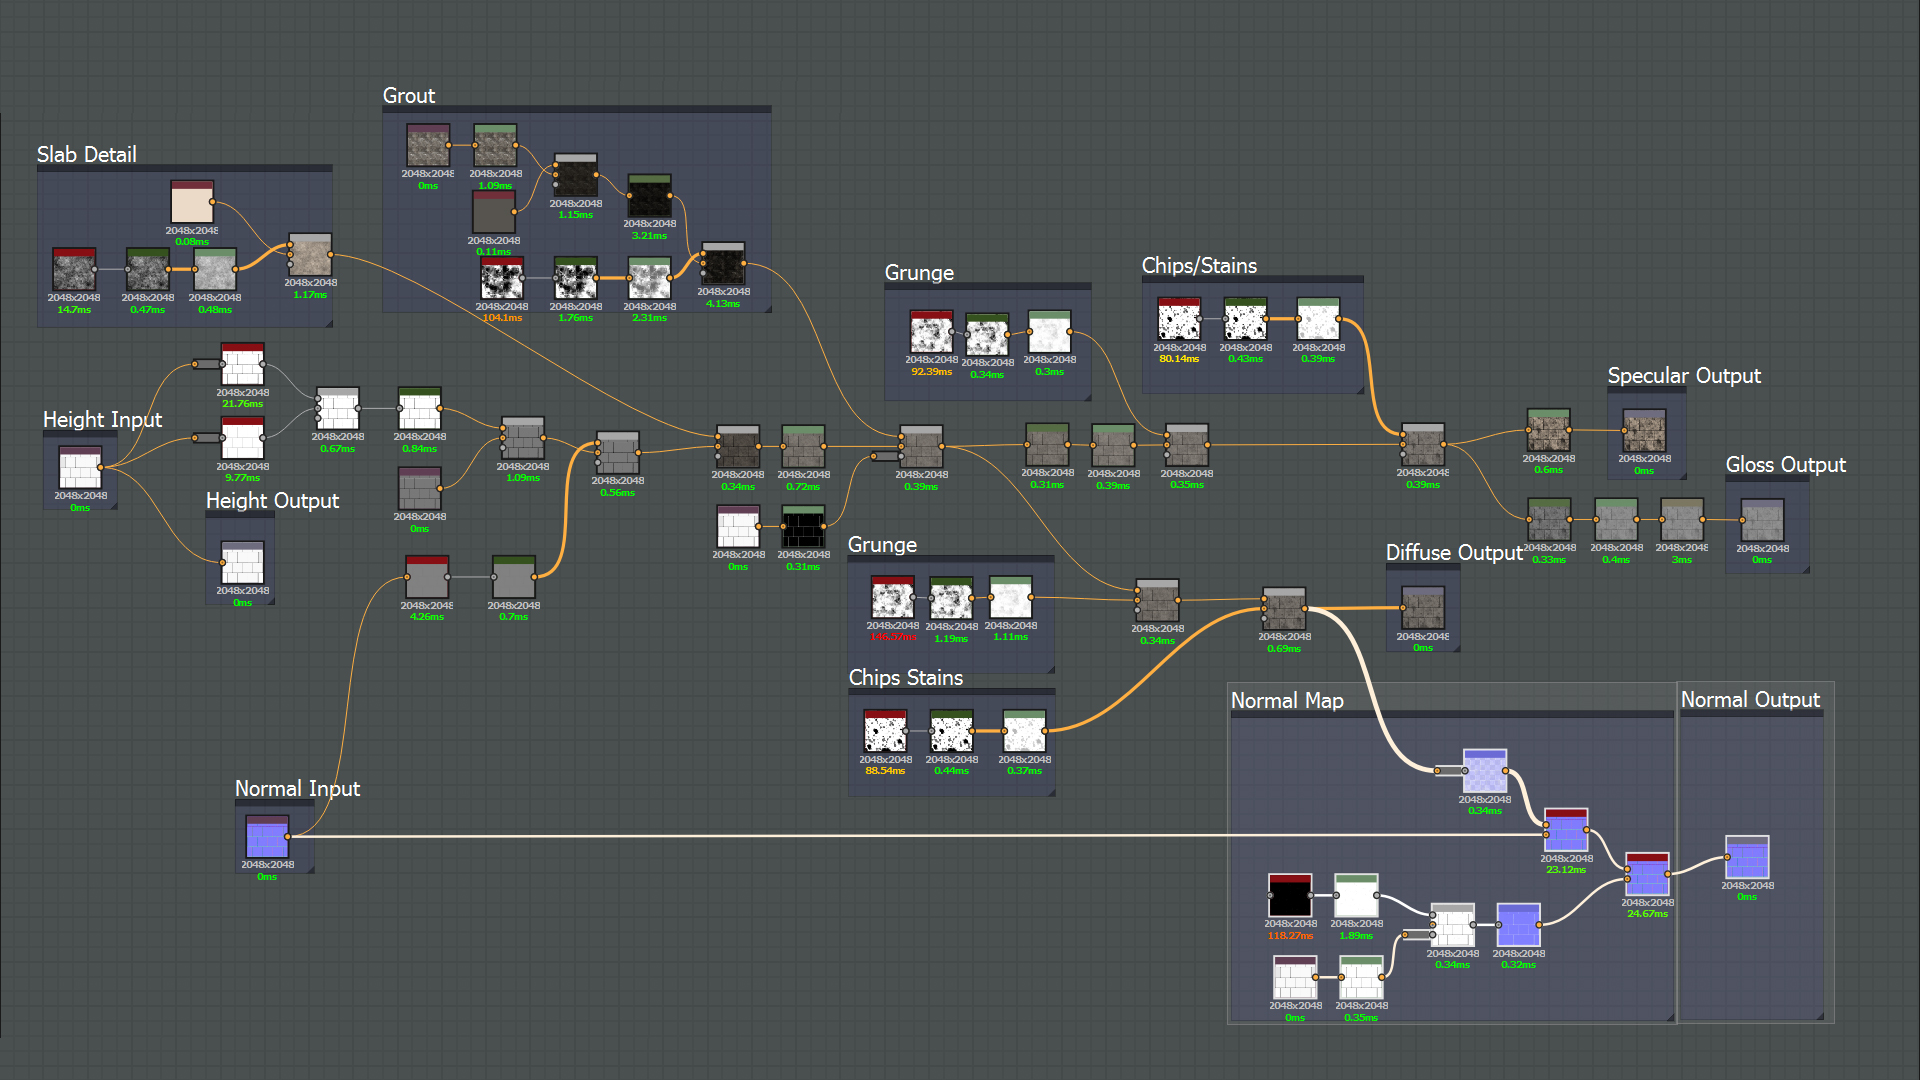 Grout
2048x2048
0ms
2048x2048
1.09ms
2048x2048
0.11ms
2048x2048
1.15ms
2048x2048
3.21ms
2048x2048
104.1ms
2048x2048
1.76ms
2048x2048
2.31ms
2048x2048
4.13ms
Slab Detail
2048x2048
0.08ms
2048x2048
14.7ms
2048x2048
0.47ms
2048x2048
0.48ms
2048x2048
1.17ms
Grunge
2048x2048
92.39ms
2048x2048
0.34ms
2048x2048
0.3ms
Chips/Stains
2048x2048
80.14ms
2048x2048
0.43ms
2048x2048
0.39ms
Height Input
2048x2048
0ms
2048x2048
21.76ms
2048x2048
9.77ms
2048x2048
0.67ms
2048x2048
0.84ms
2048x2048
0ms
2048x2048
1.09ms
2048x2048
0.56ms
Height Output
2048x2048
0ms
2048x2048
4.26ms
2048x2048
0.7ms
2048x2048
0.34ms
2048x2048
0.72ms
2048x2048
0ms
2048x2048
0.31ms
2048x2048
0.39ms
2048x2048
0.31ms
2048x2048
0.39ms
2048x2048
0.35ms
2048x2048
0.39ms
Specular Output
2048x2048
0.6ms
2048x2048
0ms
Gloss Output
2048x2048
0.33ms
2048x2048
0.4ms
2048x2048
3ms
2048x2048
0ms
Grunge
2048x2048
146.57ms
2048x2048
1.19ms
2048x2048
1.11ms
2048x2048
0.34ms
2048x2048
0.69ms
Diffuse Output
2048x2048
0ms
Chips Stains
2048x2048
88.54ms
2048x2048
0.44ms
2048x2048
0.37ms
Normal Input
2048x2048
0ms
Normal Map
2048x2048
0.34ms
2048x2048
23.12ms
2048x2048
24.67ms
2048x2048
118.27ms
2048x2048
1.89ms
2048x2048
0.34ms
2048x2048
0.32ms
2048x2048
0ms
2048x2048
0.35ms
Normal Output
2048x2048
0ms